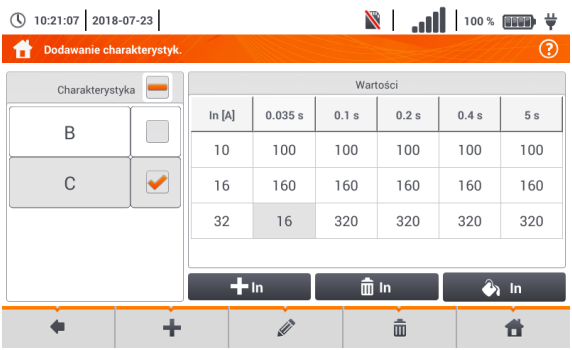 10:21:07 2018-07-23 100 %
Dodawanie charakterystyk. ?
Charakterystyka
Wartości
In [A] 0.035 s 0.1 s 0.2 s 0.4 s 5 s
B
10 100 100 100 100 100
C
16 160 160 160 160 160
32 16 320 320 320 320
In In In